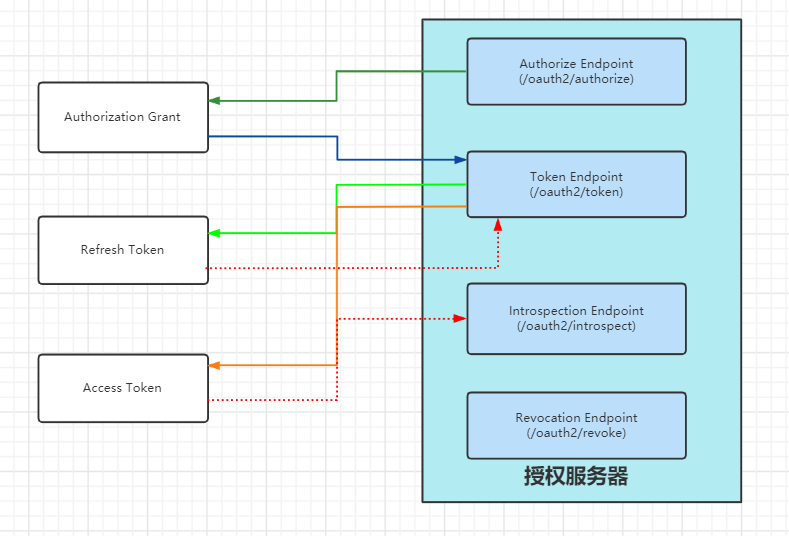 Authorize Endpoint
(/oauth2/authorize)
Authorization Grant
Token Endpoint
(/oauth2/token)
Refresh Token
Introspection Endpoint
(/oauth2/introspect)
Access Token
Revocation Endpoint
(/oauth2/revoke)
授权服务器